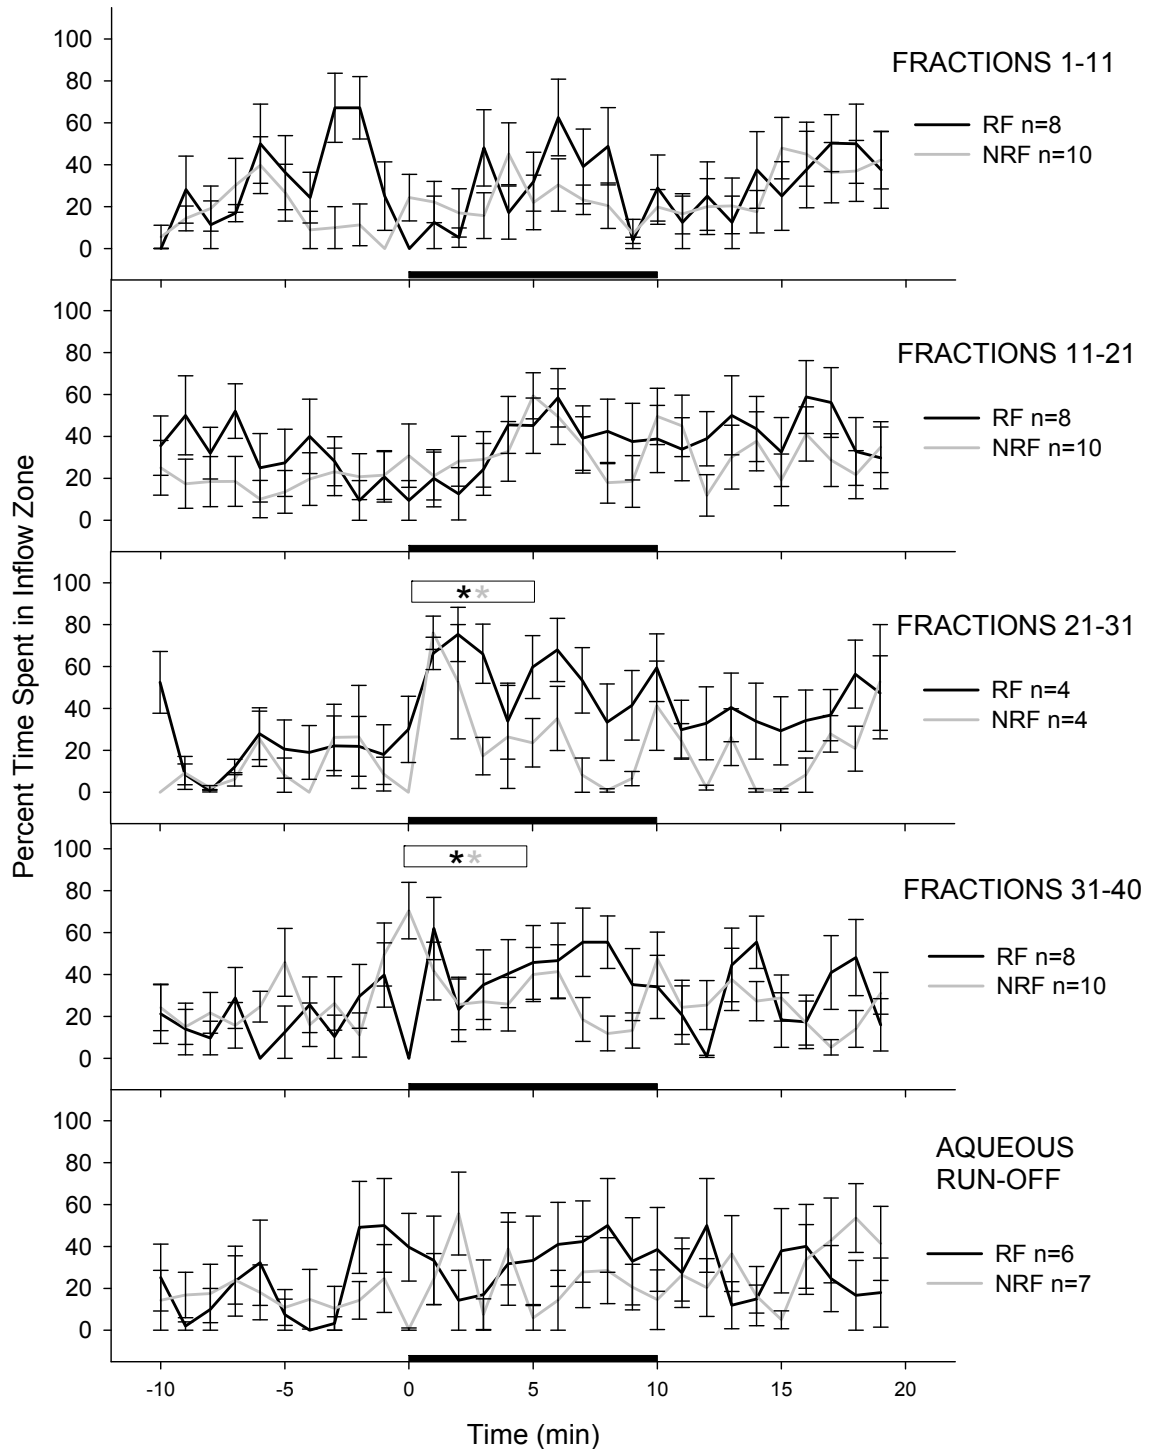 Percent Time Spent in Inflow Zone
100
80
60
40
20
0
FRACTIONS 1-11
RF n=8
NRF n=10
100
80
60
40
20
0
FRACTIONS 11-21
RF n=8
NRF n=10
100
80
60
40
20
0
**
FRACTIONS 21-31
RF n=4
NRF n=4
100
80
60
40
20
0
**
FRACTIONS 31-40
RF n=8
NRF n=10
100
80
60
40
20
0
AQUEOUS
RUN-OFF
RF n=6
NRF n=7
-10 -5 0 5 10 15 20
Time (min)